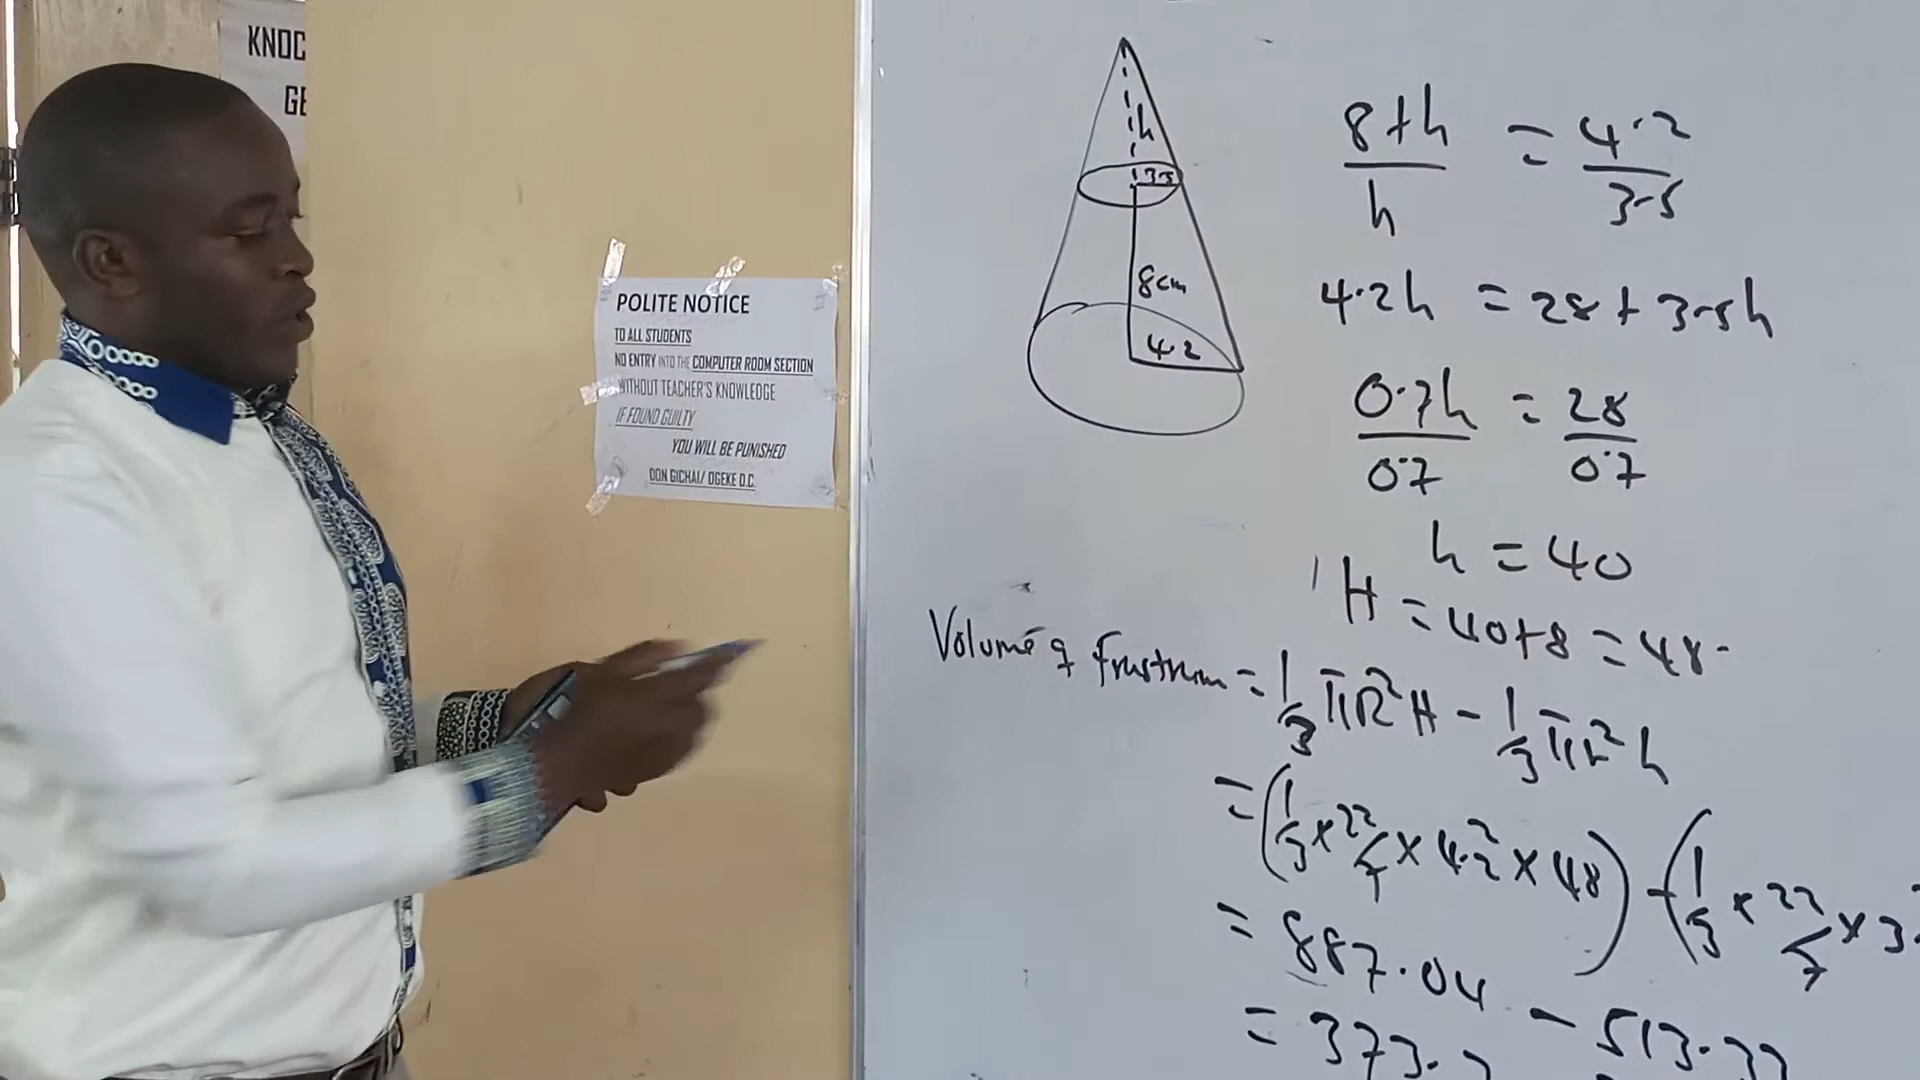 KNOC
GE
POLITE NOTICE
TO ALL STUDENTS
NO ENTRY INTO THE COMPUTER ROOM SECTION
WITHOUT TEACHER'S KNOWLEDGE
IF FOUND GUILTY
YOU WILL BE PUNISHED
DON GICHAI/ OGEKE D.C.
h
3.5
8cm
4.2
8+h/h = 4.2/3.5
4.2h = 28 + 3.5h
0.7h/0.7 = 28/0.7
h = 40
H = 40+8 = 48
Volume of frustrum = 1/3 πR²H - 1/3 πr²h
= (1/3 × 22/7 × 4.2² × 48) - (1/3 × 22/7 × 3.
= 887.04 - 513.33
= 373.7